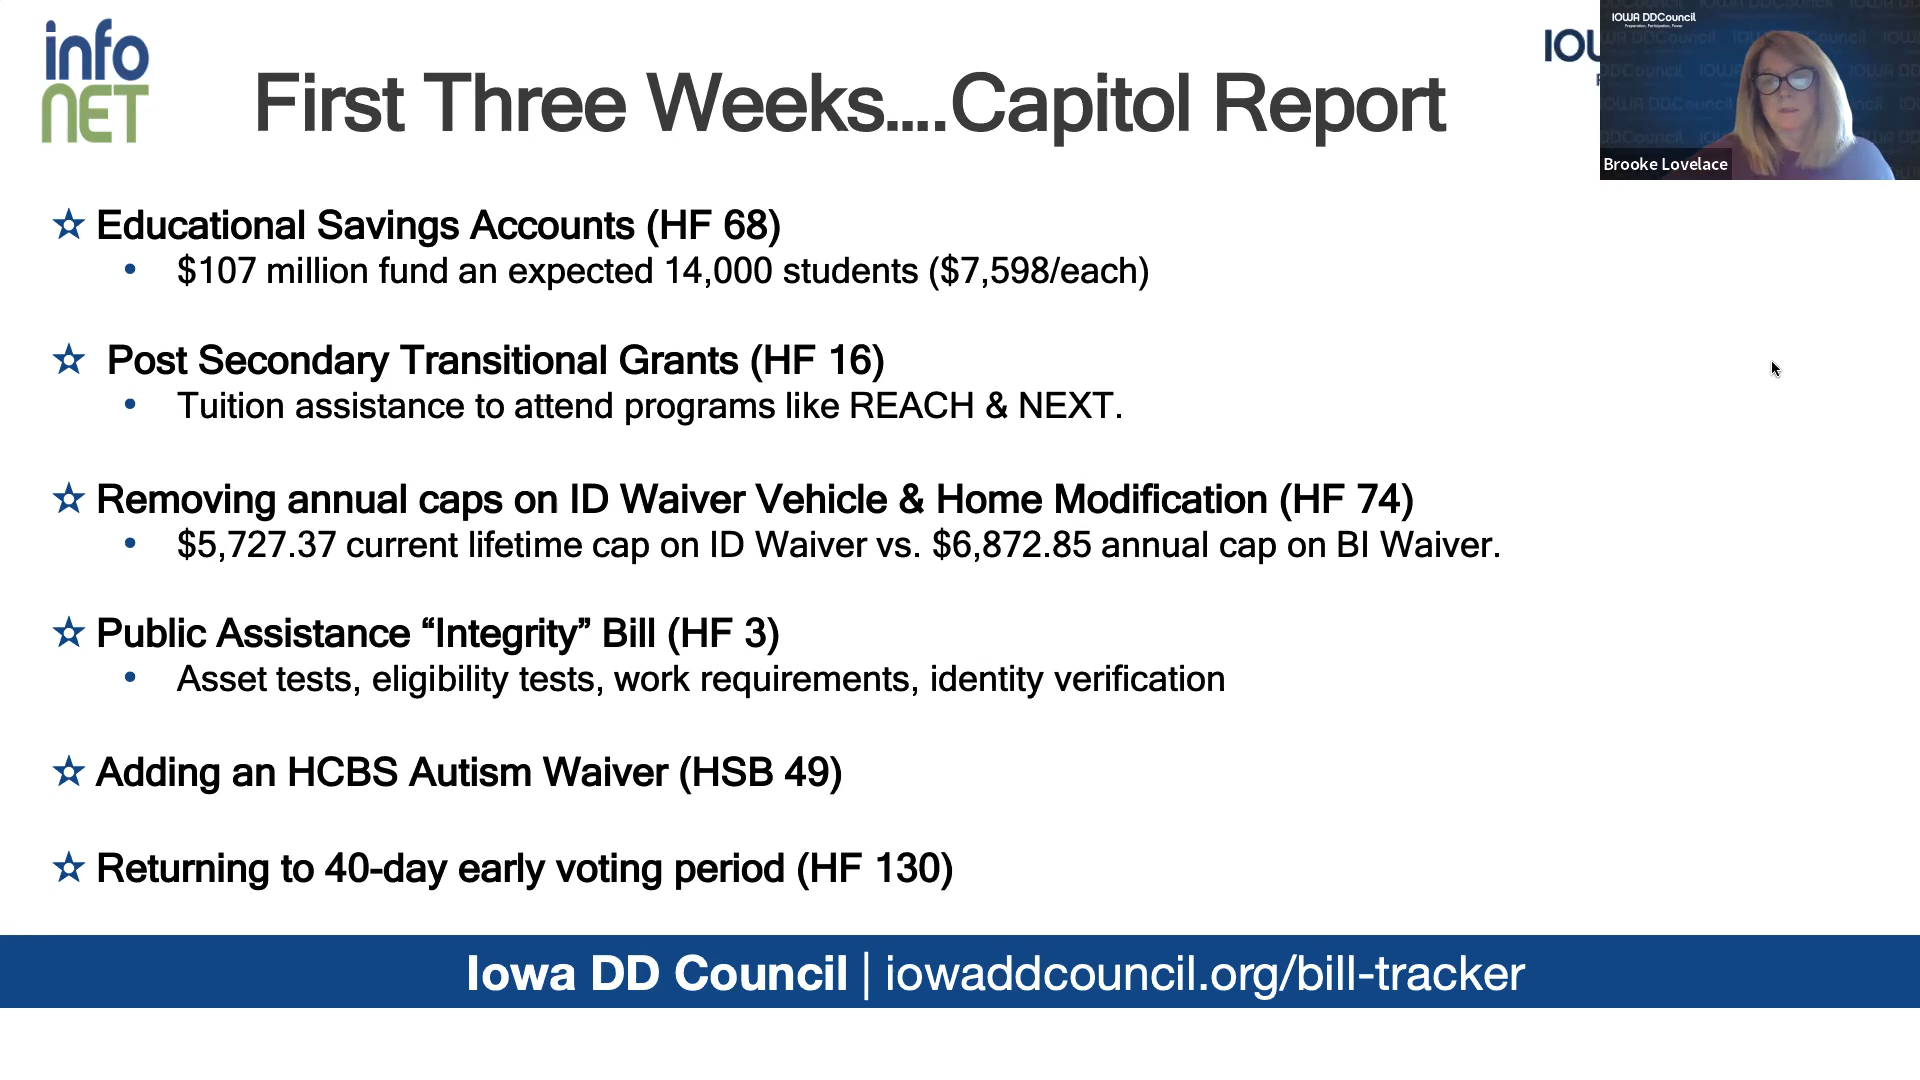 info
NET
First Three Weeks....Capitol Report
IOWA DDCouncil
Brooke Lovelace
Educational Savings Accounts (HF 68)
• $107 million fund an expected 14,000 students ($7,598/each)
Post Secondary Transitional Grants (HF 16)
• Tuition assistance to attend programs like REACH & NEXT.
Removing annual caps on ID Waiver Vehicle & Home Modification (HF 74)
• $5,727.37 current lifetime cap on ID Waiver vs. $6,872.85 annual cap on BI Waiver.
Public Assistance “Integrity” Bill (HF 3)
• Asset tests, eligibility tests, work requirements, identity verification
Adding an HCBS Autism Waiver (HSB 49)
Returning to 40-day early voting period (HF 130)
Iowa DD Council | iowaddcouncil.org/bill-tracker